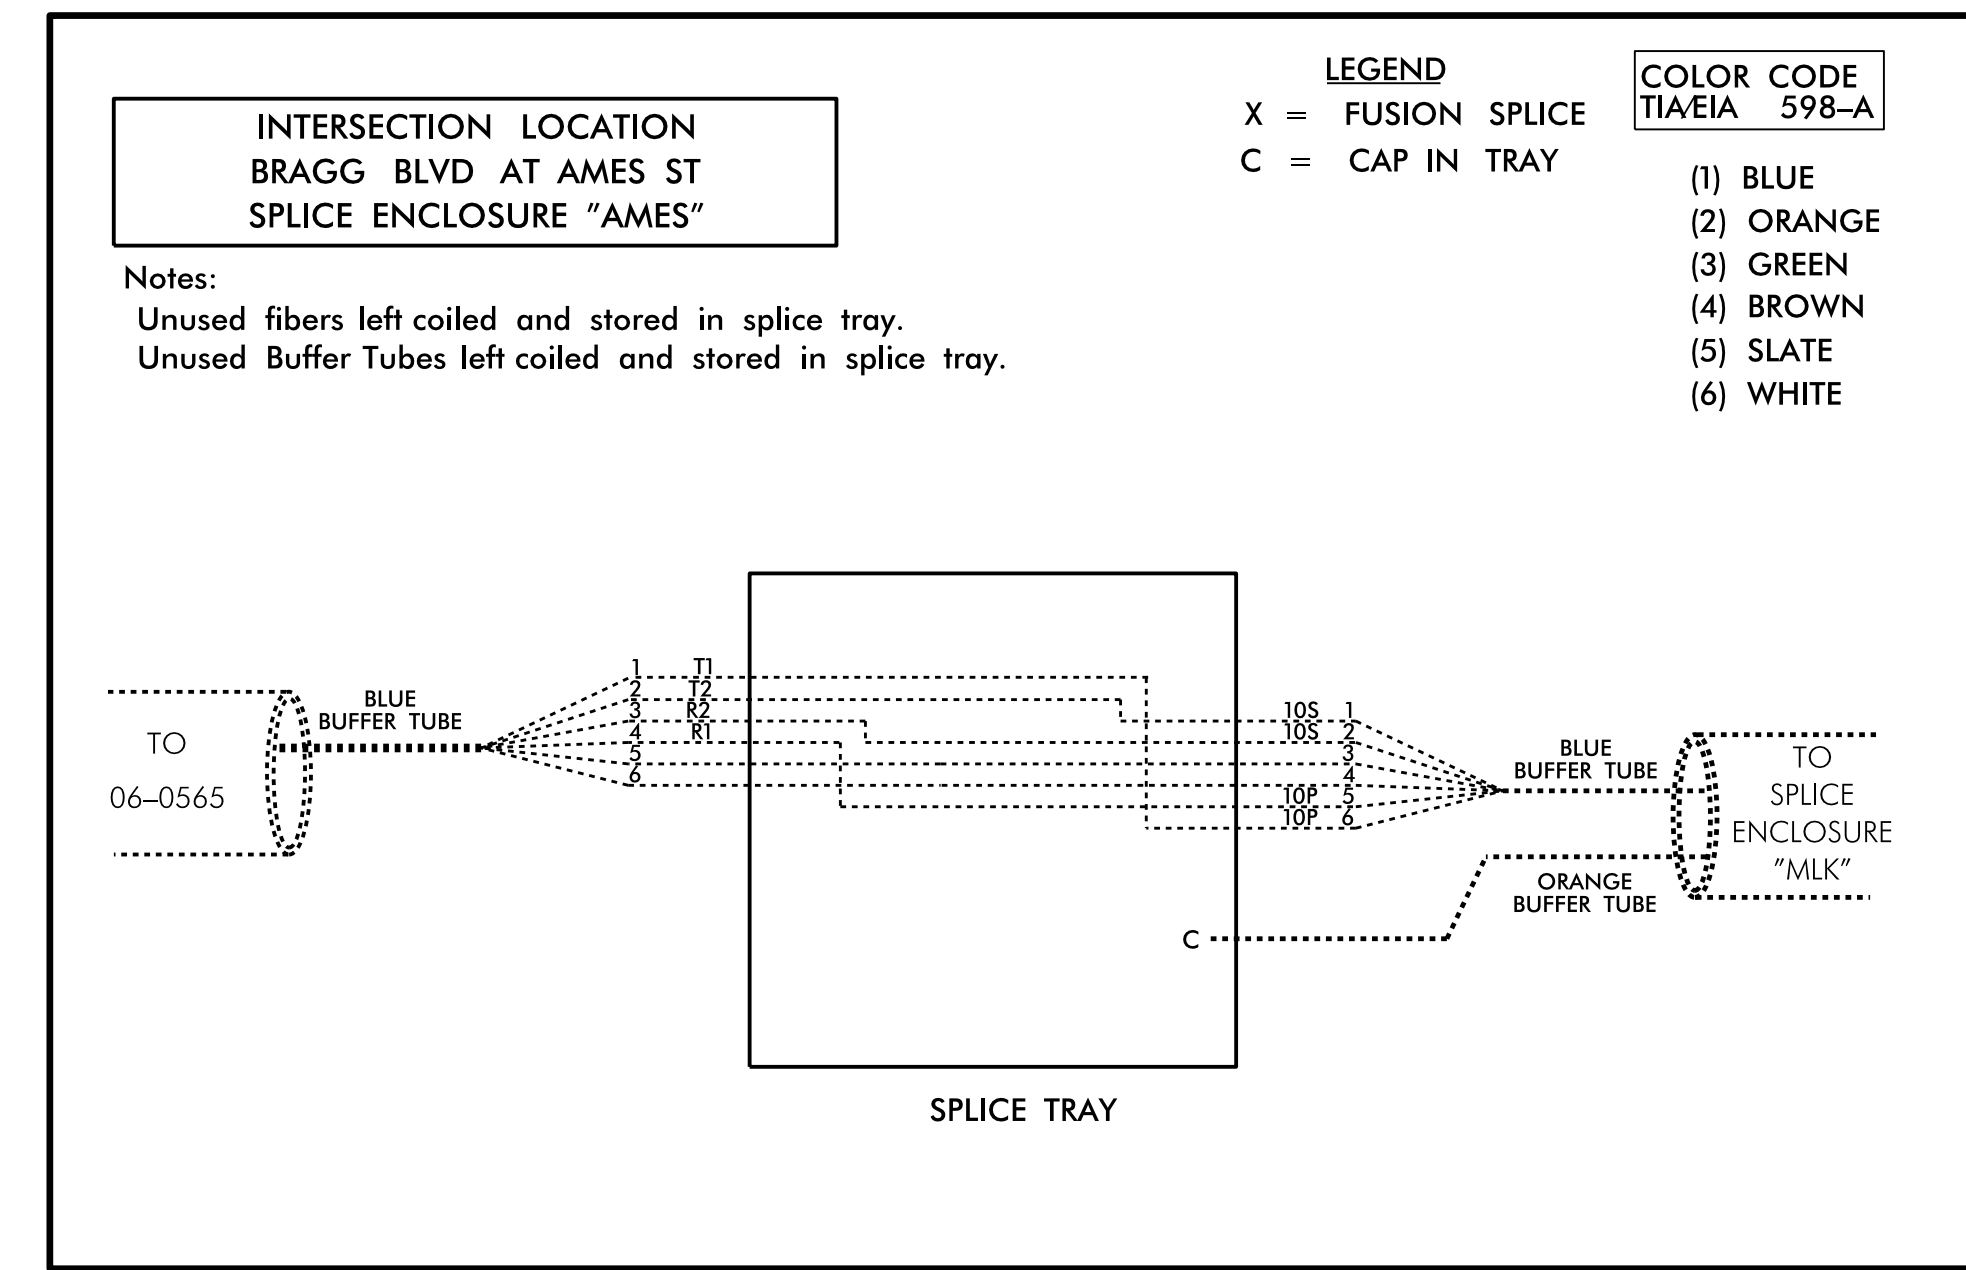 INTERSECTION LOCATION
BRAGG BLVD AT AMES ST
SPLICE ENCLOSURE "AMES"
LEGEND
X = FUSION SPLICE
C = CAP IN TRAY
COLOR CODE
TIA/EIA 598–A
(1) BLUE
(2) ORANGE
(3) GREEN
(4) BROWN
(5) SLATE
(6) WHITE
Notes:
Unused fibers left coiled and stored in splice tray.
Unused Buffer Tubes left coiled and stored in splice tray.
TO
06–0565
BLUE
BUFFER TUBE
1 T1
2 T2
3 R2
4 R1
5
6
10S 1
10S 2
3
4
10P 5
10P 6
BLUE
BUFFER TUBE
ORANGE
BUFFER TUBE
TO
SPLICE
ENCLOSURE
"MLK"
C
SPLICE TRAY